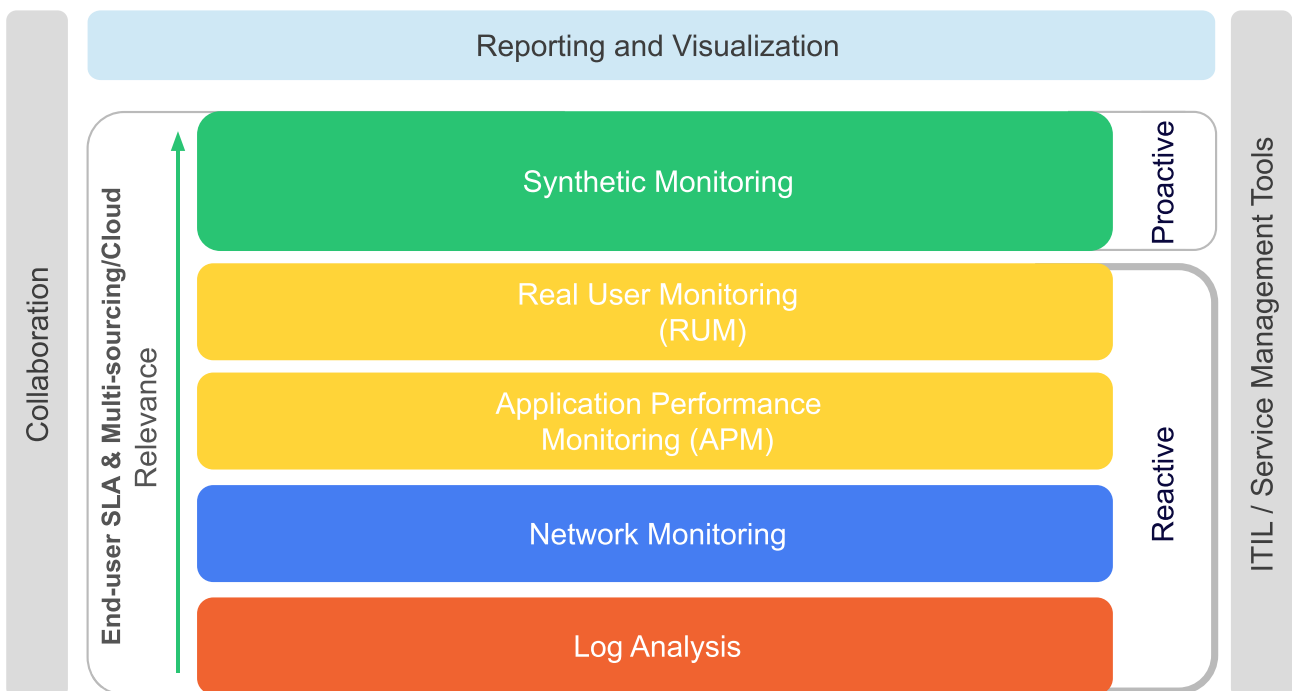 Reporting and Visualization
Collaboration
End-user SLA & Multi-sourcing/Cloud
Relevance
Synthetic Monitoring
Proactive
Real User Monitoring
(RUM)
Application Performance
Monitoring (APM)
Network Monitoring
Log Analysis
Reactive
ITIL / Service Management Tools